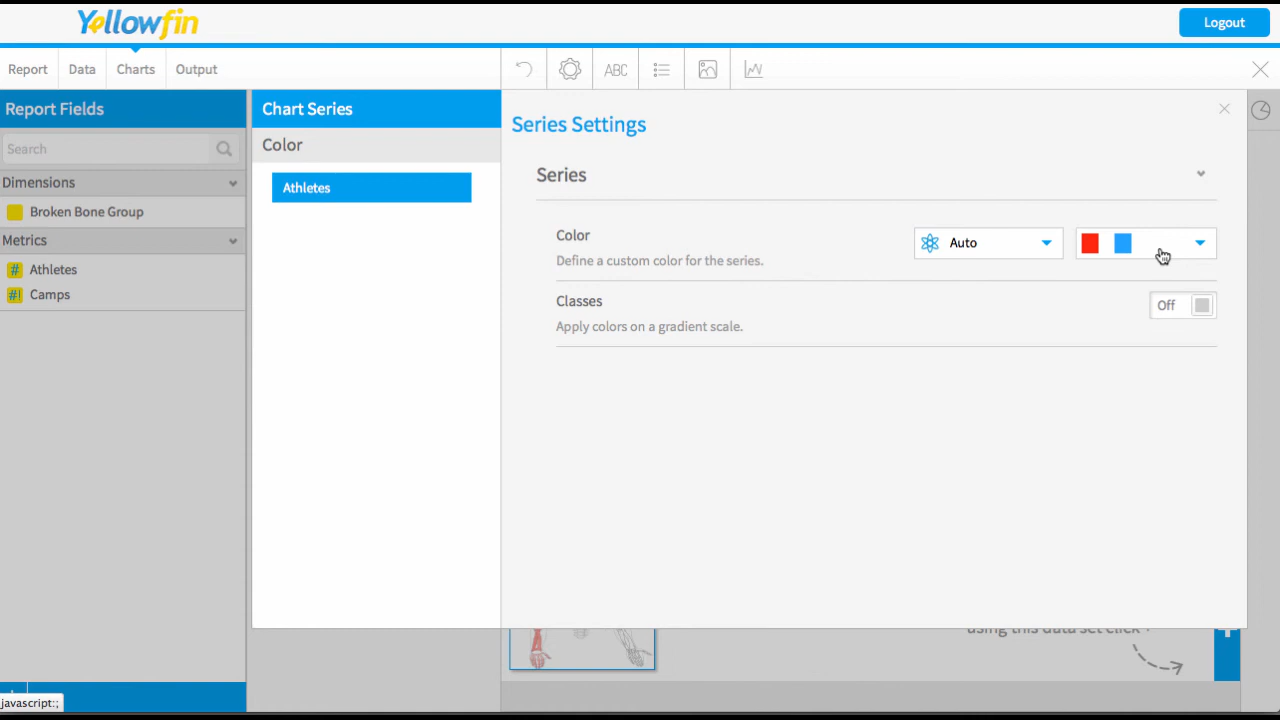 Yellowfin
Logout
Report
Data
Charts
Output
ABC
Report Fields
Search
Dimensions
Broken Bone Group
Metrics
# Athletes
#! Camps
Chart Series
Color
Athletes
Series Settings
Series
Color
Define a custom color for the series.
Auto
Classes
Apply colors on a gradient scale.
Off
using this data set click
javascript:;